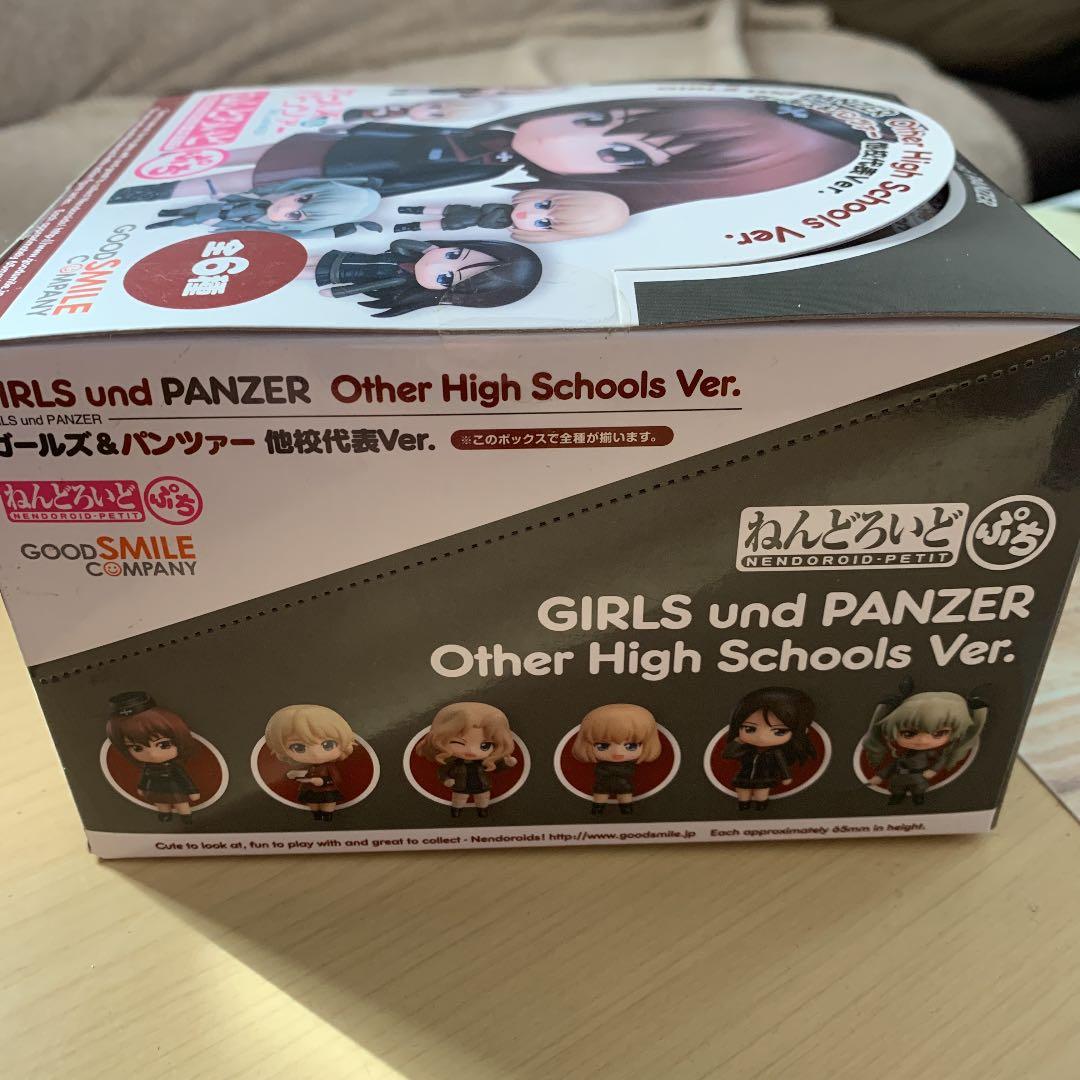 Other High Schools Ver.
他校代表Ver.
PANZER
全6種
GOOD SMILE
COMPANY
ぷち
IRLS und PANZER Other High Schools Ver.
LS und PANZER
ガールズ&パンツァー 他校代表Ver. ※このボックスで全種が揃います。
ねんどろいど ぷち
NENDOROID-PETIT
GOOD SMILE
COMPANY
ねんどろいど ぷち
NENDOROID-PETIT
GIRLS und PANZER
Other High Schools Ver.
Cute to look at, fun to play with and great to collect - Nendoroids! http://www.goodsmile.jp Each approximately 65mm in height.